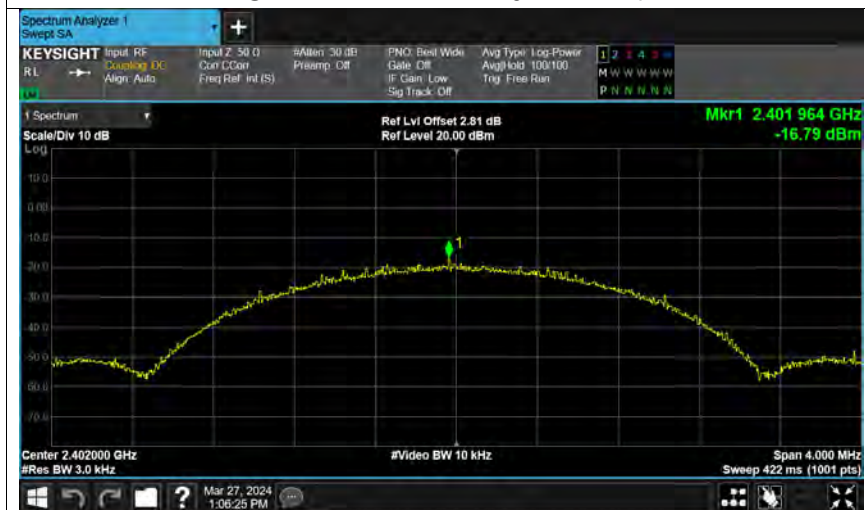 Spectrum Analyzer 1
Swept SA
+
KEYSIGHT
RL
Input: RF
Coupling: DC
Align: Auto
Input Z: 50 Ω
Corr CCorr
Freq Ref: Int (S)
#Atten: 30 dB
Preamp: Off
PNO: Best Wide
Gate: Off
IF Gain: Low
Sig Track: Off
Avg Type: Log-Power
Avg|Hold: 100/100
Trig: Free Run
1 2 3 4 5 6
M W W W W W
P N N N N N
1 Spectrum
Scale/Div 10 dB
Log
Ref Lvl Offset 2.81 dB
Ref Level 20.00 dBm
Mkr1 2.401 964 GHz
-16.79 dBm
10.0
0.00
-10.0
-20.0
-30.0
-40.0
-50.0
-60.0
-70.0
1
Center 2.402000 GHz
#Res BW 3.0 kHz
#Video BW 10 kHz
Span 4.000 MHz
Sweep 422 ms (1001 pts)
?
Mar 27, 2024
1:06:25 PM